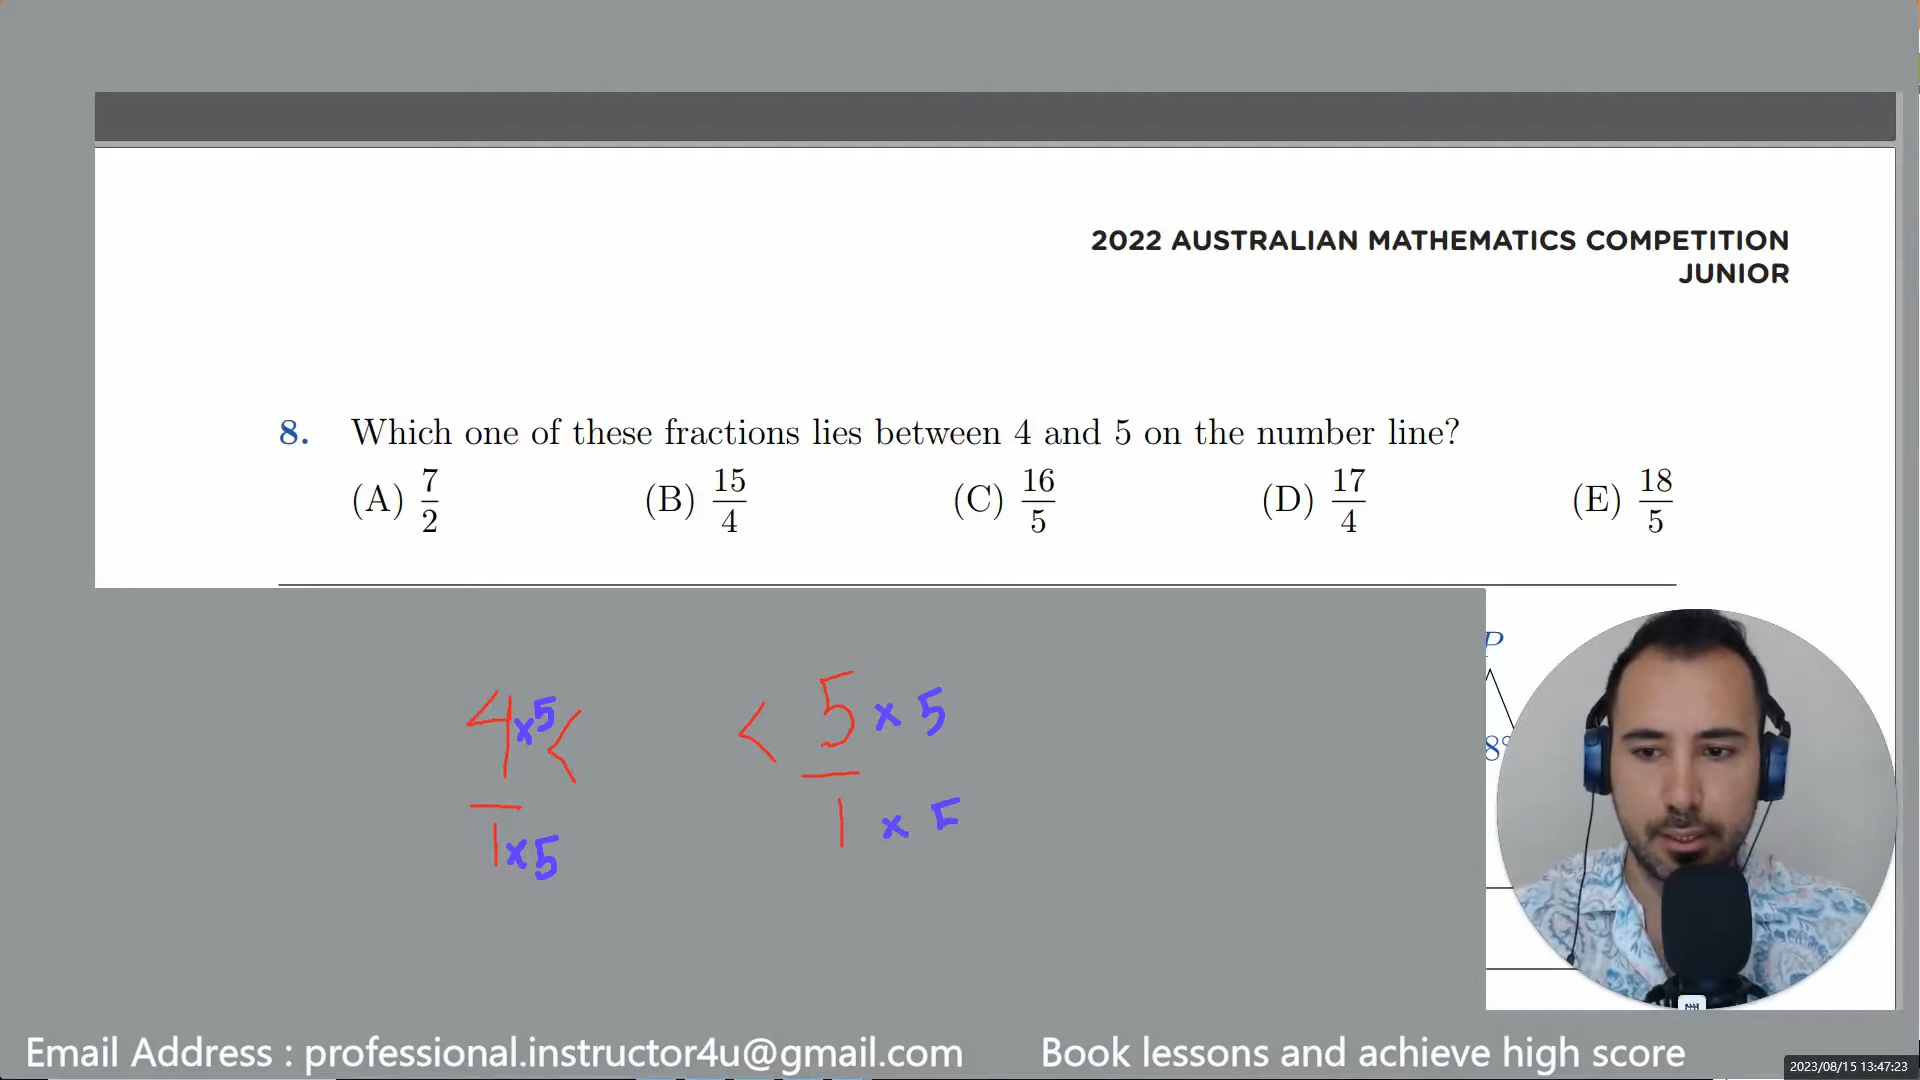 2022 AUSTRALIAN MATHEMATICS COMPETITION
JUNIOR
8. Which one of these fractions lies between 4 and 5 on the number line?
(A) 7/2 (B) 15/4 (C) 16/5 (D) 17/4 (E) 18/5
P
8°
4×5 < < 5 × 5
1×5 1 × 5
Email Address : professional.instructor4u@gmail.com Book lessons and achieve high score
2023/08/15 13:47:23